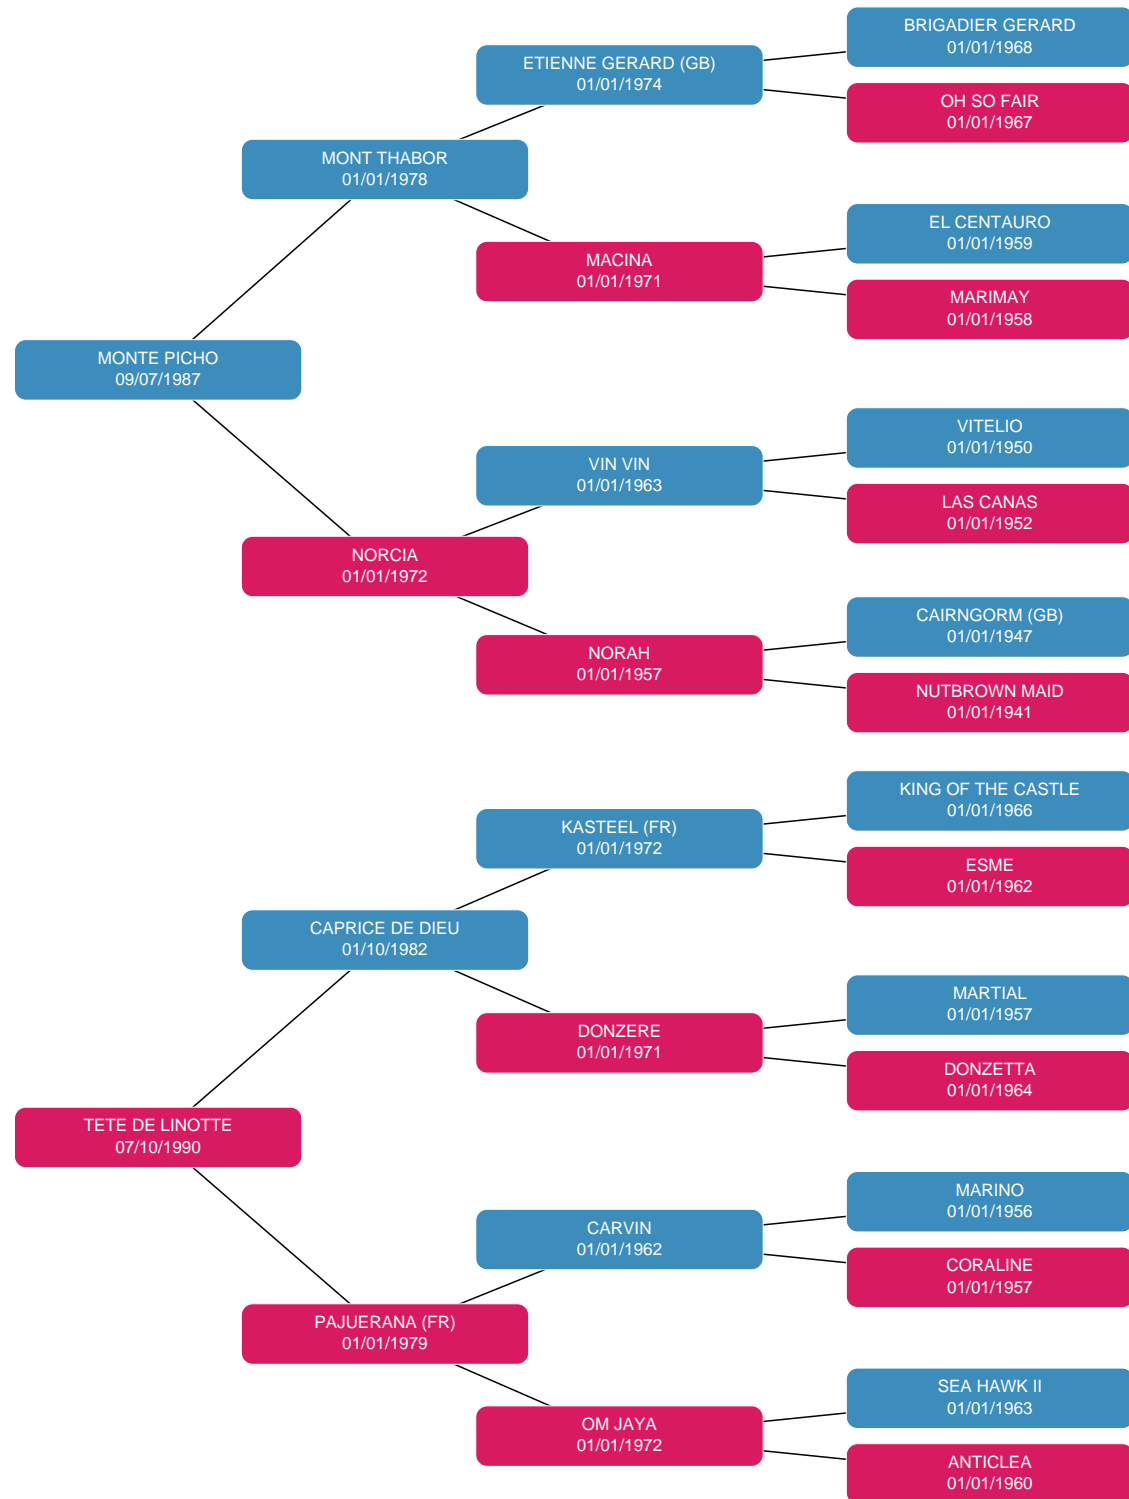 BRIGADIER GERARD
01/01/1968
ETIENNE GERARD (GB)
01/01/1974
OH SO FAIR
01/01/1967
MONT THABOR
01/01/1978
EL CENTAURO
01/01/1959
MACINA
01/01/1971
MARIMAY
01/01/1958
MONTE PICHO
09/07/1987
VITELIO
01/01/1950
VIN VIN
01/01/1963
LAS CANAS
01/01/1952
NORCIA
01/01/1972
CAIRNGORM (GB)
01/01/1947
NORAH
01/01/1957
NUTBROWN MAID
01/01/1941
KING OF THE CASTLE
01/01/1966
KASTEEL (FR)
01/01/1972
ESME
01/01/1962
CAPRICE DE DIEU
01/10/1982
MARTIAL
01/01/1957
DONZERE
01/01/1971
DONZETTA
01/01/1964
TETE DE LINOTTE
07/10/1990
MARINO
01/01/1956
CARVIN
01/01/1962
CORALINE
01/01/1957
PAJUERANA (FR)
01/01/1979
SEA HAWK II
01/01/1963
OM JAYA
01/01/1972
ANTICLEA
01/01/1960